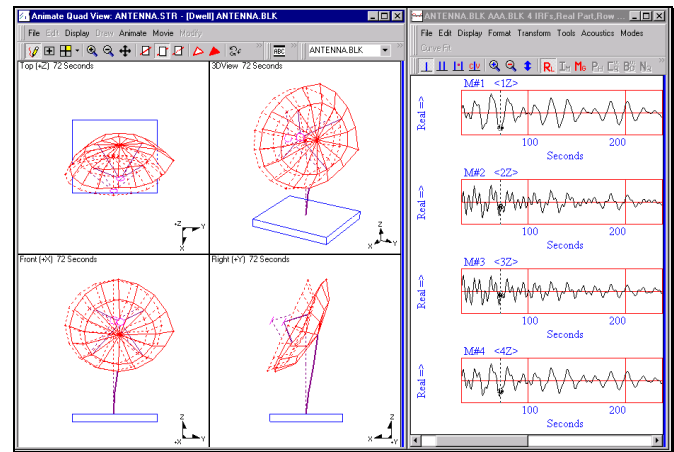 Animate Quad View: ANTENNA.STR - [Dwell] ANTENNA.BLK
File Edit Display Draw Animate Movie Modify
ABC ANTENNA.BLK
Top (+Z) 72 Seconds
3DView 72 Seconds
Z
Y
X
Z
Y
X
Front (+X) 72 Seconds
Right (+Y) 72 Seconds
Z
+X
Y
Z
X
+Y
ANTENNA.BLK AAA.BLK 4 IRFs,Real Part,Row ...
File Edit Display Format Transform Tools Acoustics Modes
Curve Fit
M#1 <1Z>
Real =>
100 200
Seconds
M#2 <2Z>
Real =>
100 200
Seconds
M#3 <3Z>
Real =>
100 200
Seconds
M#4 <4Z>
Real =>
100 200
Seconds